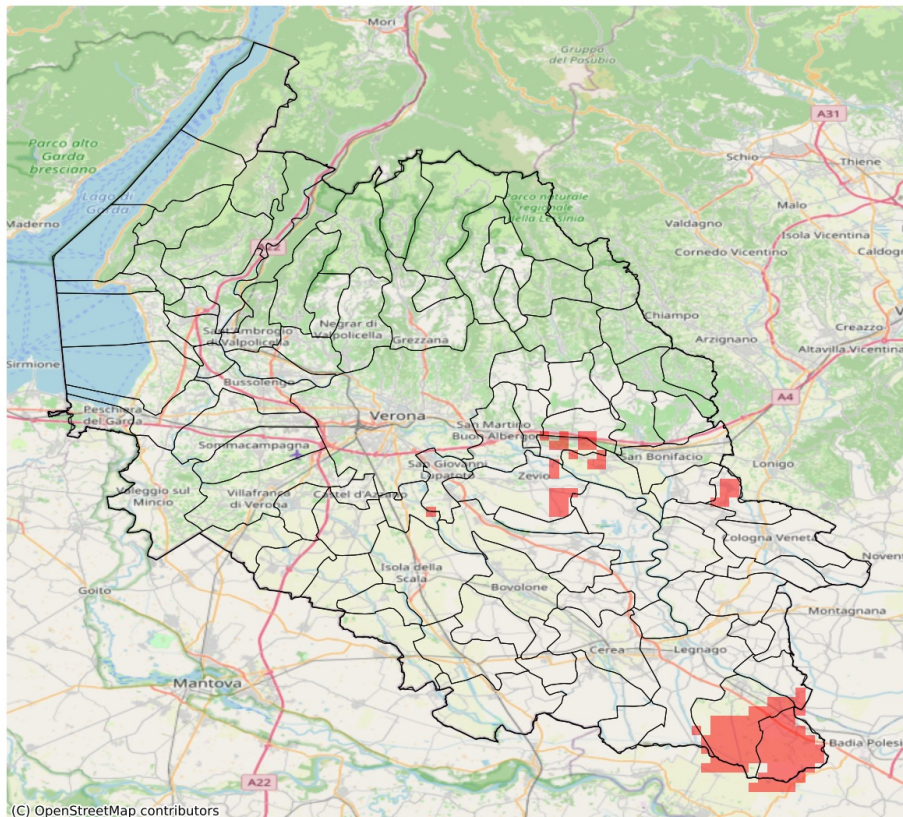 Mori
Gruppo
del Pasubio
A31
Parco alto
Garda
bresciano
Schio
Thiene
Lago di
Garda
Parco naturale
regionale
della Lessinia
Malo
Maderno
Valdagno
Isola Vicentina
A22
Cornedo Vicentino
Caldogn
Sant'Ambrogio
di Valpolicella
Negrar di
Valpolicella
Grezzana
Chiampo
Creazzo
Arzignano
Altavilla Vicentina
Sirmione
Bussolengo
A4
Peschiera
del Garda
Verona
San Martino
Buon Albergo
Sommacampagna
San Giovanni
Lupatoto
Zevio
San Bonifacio
Lonigo
Valeggio sul
Mincio
Villafranca
di Verona
Castel d'Azzano
Cologna Veneta
Novent
Isola della
Scala
Goito
Bovolone
Montagnana
Cerea
Legnago
Mantova
Badia Polesi
A22
(C) OpenStreetMap contributors